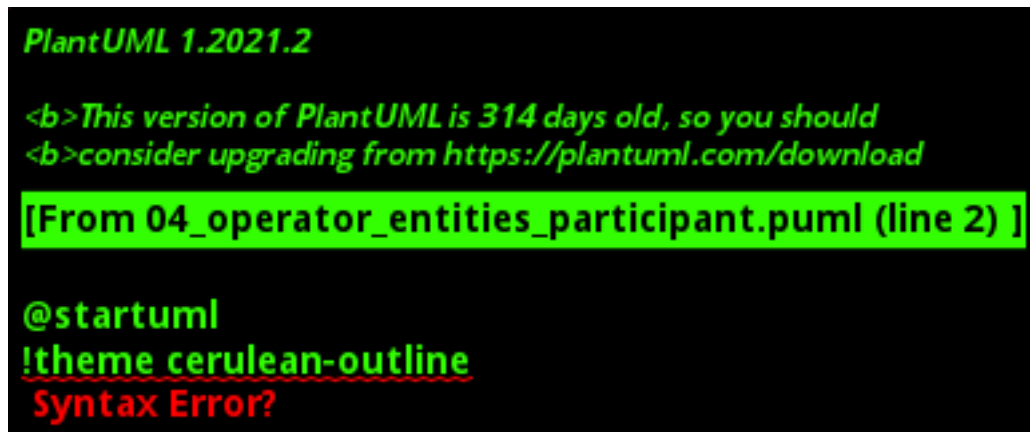 PlantUML 1.2021.2
<b>This version of PlantUML is 314 days old, so you should
<b>consider upgrading from https://plantuml.com/download
[From 04_operator_entities_participant.puml (line 2) ]
@startuml
!theme cerulean-outline
Syntax Error?